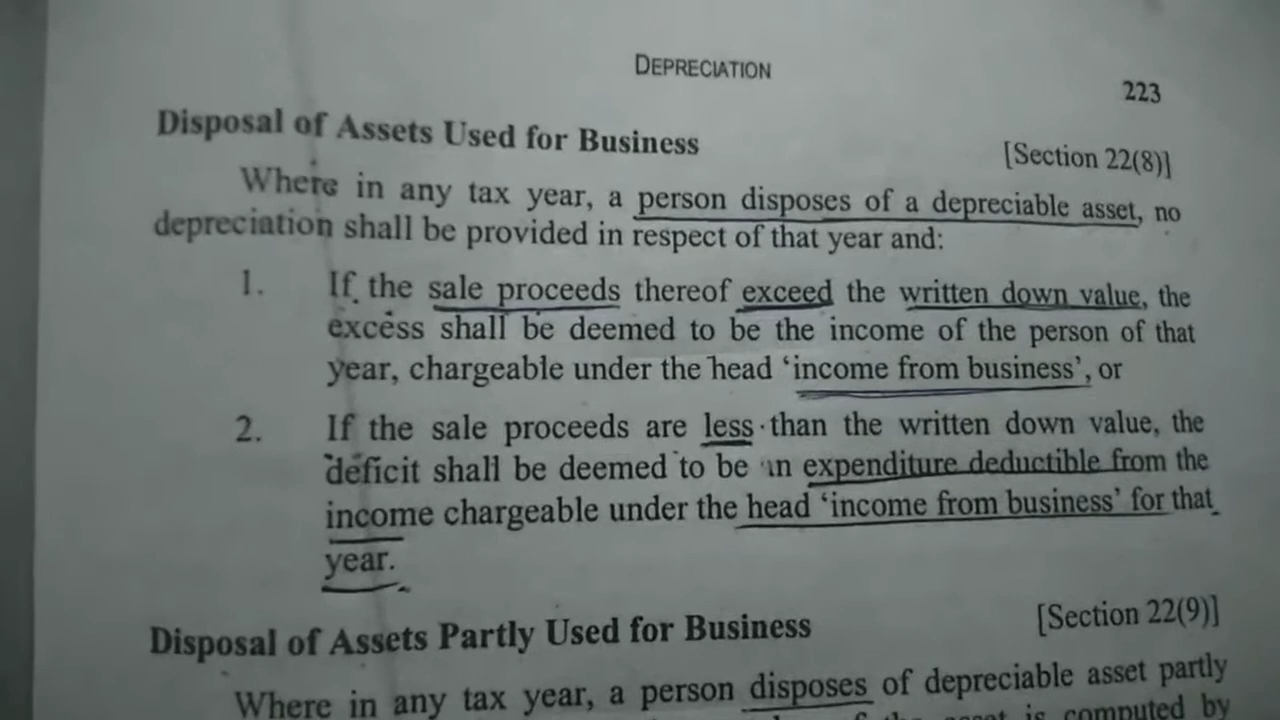 DEPRECIATION
223
Disposal of Assets Used for Business
[Section 22(8)]
Where in any tax year, a person disposes of a depreciable asset, no
depreciation shall be provided in respect of that year and:
1. If the sale proceeds thereof exceed the written down value, the
excess shall be deemed to be the income of the person of that
year, chargeable under the head ‘income from business’, or
2. If the sale proceeds are less than the written down value, the
deficit shall be deemed to be an expenditure deductible from the
income chargeable under the head ‘income from business’ for that
year.
Disposal of Assets Partly Used for Business
[Section 22(9)]
Where in any tax year, a person disposes of depreciable asset partly
asset is computed by